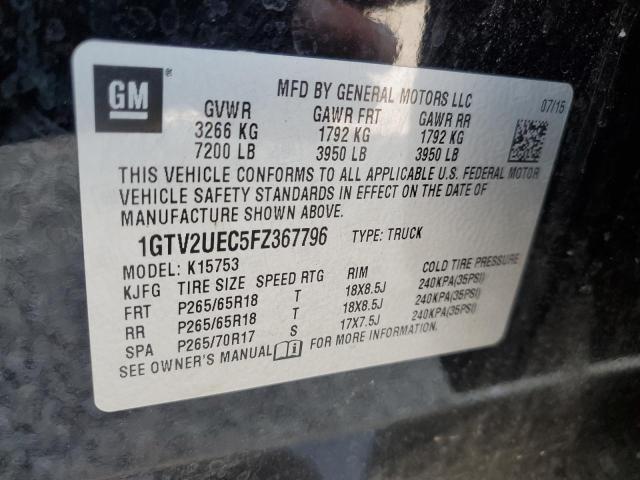 GM ®
MFD BY GENERAL MOTORS LLC 07/15
GVWR GAWR FRT GAWR RR
3266 KG 1792 KG 1792 KG
7200 LB 3950 LB 3950 LB
THIS VEHICLE CONFORMS TO ALL APPLICABLE U.S. FEDERAL MOTOR
VEHICLE SAFETY STANDARDS IN EFFECT ON THE DATE OF
MANUFACTURE SHOWN ABOVE.
1GTV2UEC5FZ367796 TYPE: TRUCK
MODEL: K15753
KJFG TIRE SIZE SPEED RTG RIM COLD TIRE PRESSURE
FRT P265/65R18 T 18X8.5J 240KPA(35PSI)
RR P265/65R18 T 18X8.5J 240KPA(35PSI)
SPA P265/70R17 S 17X7.5J 240KPA(35PSI)
SEE OWNER'S MANUAL FOR MORE INFORMATION.